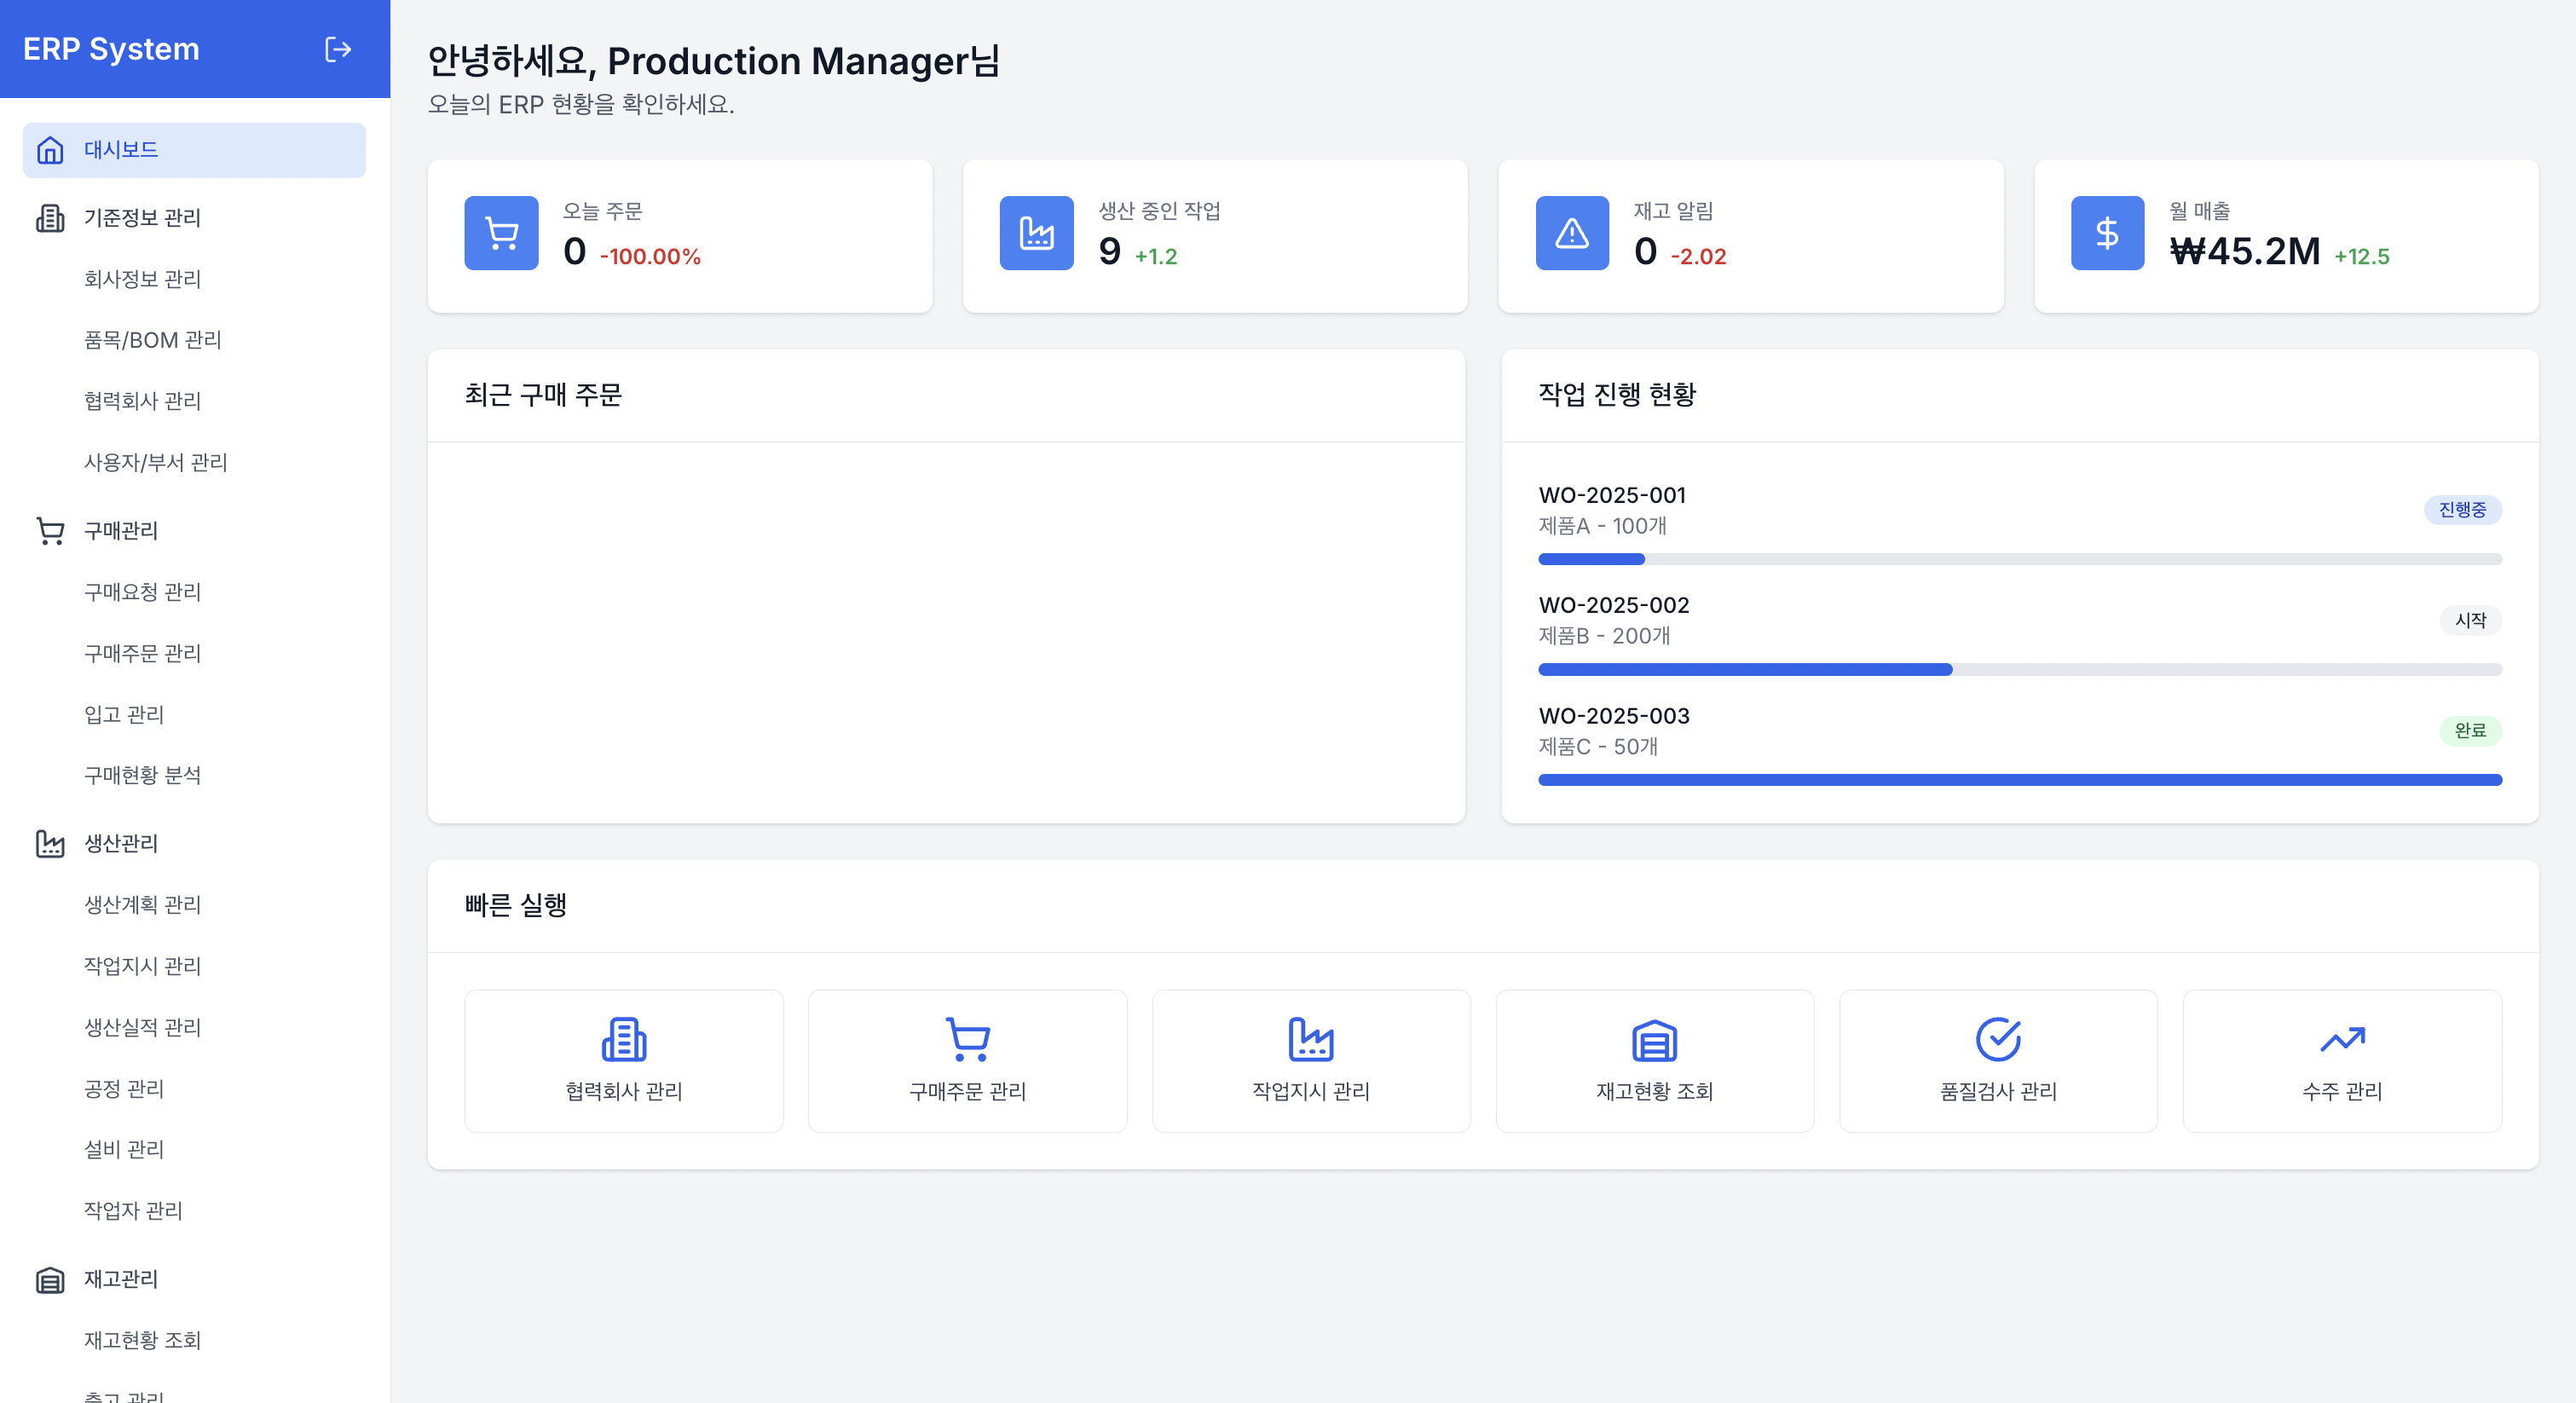 ERP System
대시보드
기준정보 관리
회사정보 관리
품목/BOM 관리
협력회사 관리
사용자/부서 관리
구매관리
구매요청 관리
구매주문 관리
입고 관리
구매현황 분석
생산관리
생산계획 관리
작업지시 관리
생산실적 관리
공정 관리
설비 관리
작업자 관리
재고관리
재고현황 조회
출고 관리
안녕하세요, Production Manager님
오늘의 ERP 현황을 확인하세요.
오늘 주문
0 -100.00%
생산 중인 작업
9 +1.2
재고 알림
0 -2.02
월 매출
₩45.2M +12.5
최근 구매 주문
작업 진행 현황
WO-2025-001
제품A - 100개
진행중
WO-2025-002
제품B - 200개
시작
WO-2025-003
제품C - 50개
완료
빠른 실행
협력회사 관리
구매주문 관리
작업지시 관리
재고현황 조회
품질검사 관리
수주 관리